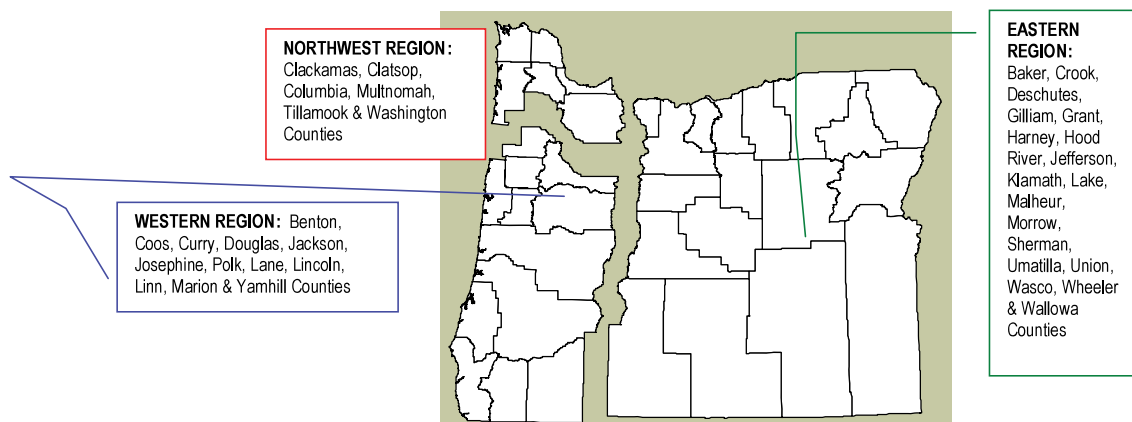 NORTHWEST REGION:
Clackamas, Clatsop,
Columbia, Multnomah,
Tillamook & Washington
Counties
WESTERN REGION: Benton,
Coos, Curry, Douglas, Jackson,
Josephine, Polk, Lane, Lincoln,
Linn, Marion & Yamhill Counties
EASTERN
REGION:
Baker, Crook,
Deschutes,
Gilliam, Grant,
Harney, Hood
River, Jefferson,
Klamath, Lake,
Malheur,
Morrow,
Sherman,
Umatilla, Union,
Wasco, Wheeler
& Wallowa
Counties